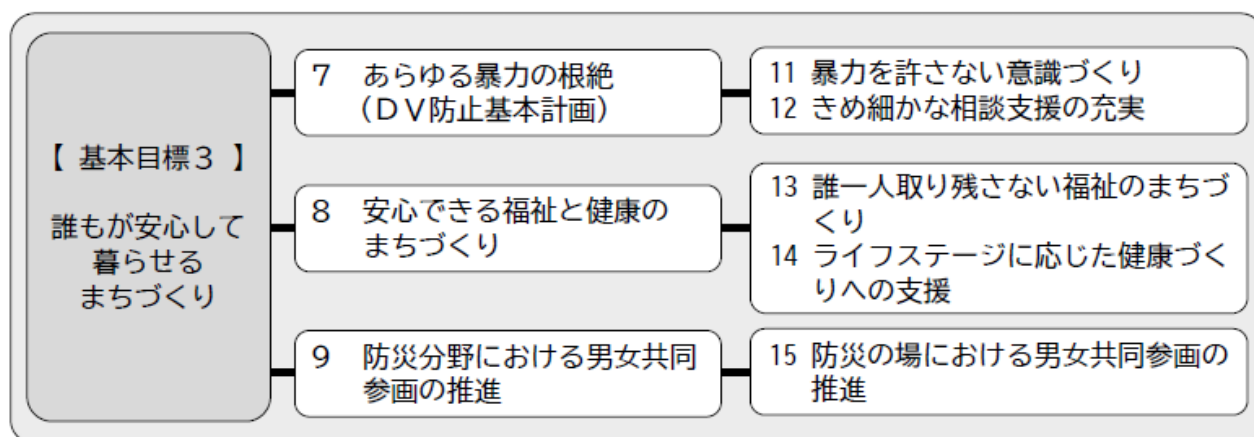 【 基本目標３ 】
誰もが安心して
暮らせる
まちづくり
７　あらゆる暴力の根絶
（ＤＶ防止基本計画）
11 暴力を許さない意識づくり
12 きめ細かな相談支援の充実
８　安心できる福祉と健康の
まちづくり
13 誰一人取り残さない福祉のまちづ
くり
14 ライフステージに応じた健康づく
りへの支援
９　防災分野における男女共同
参画の推進
15 防災の場における男女共同参画の
推進